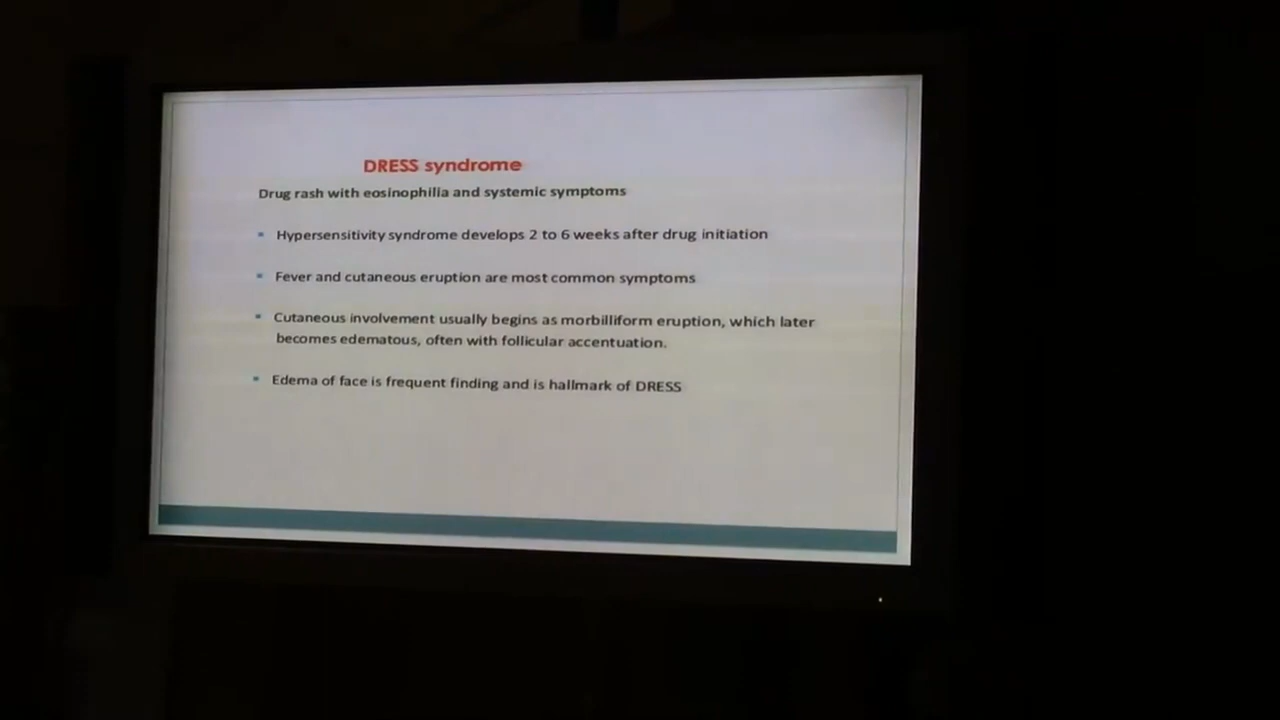 DRESS syndrome
Drug rash with eosinophilia and systemic symptoms
▪ Hypersensitivity syndrome develops 2 to 6 weeks after drug initiation
▪ Fever and cutaneous eruption are most common symptoms
▪ Cutaneous involvement usually begins as morbilliform eruption, which later
becomes edematous, often with follicular accentuation.
▪ Edema of face is frequent finding and is hallmark of DRESS